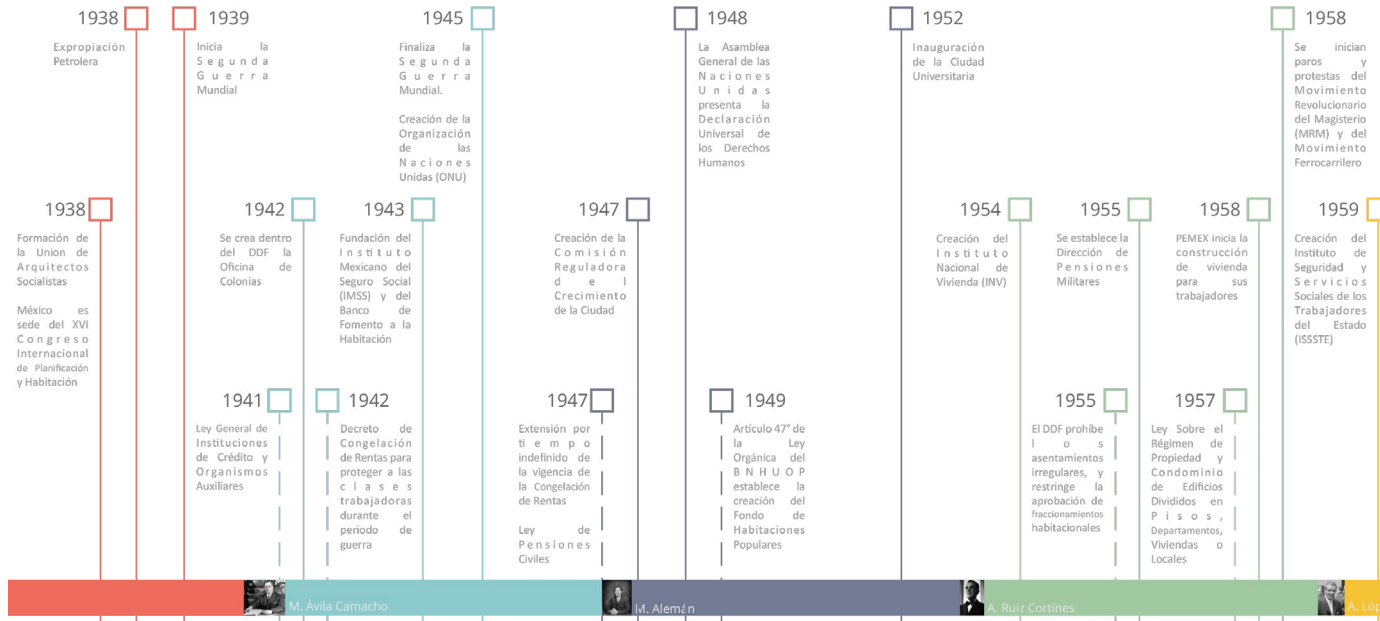 1938
Expropiación
Petrolera
1939
Inicia la
Segunda
Guerra
Mundial
1945
Finaliza la
Segunda
Guerra
Mundial.
Creación de la
Organización
de las
Naciones
Unidas (ONU)
1948
La Asamblea
General de las
Naciones
Unidas
presenta la
Declaración
Universal de
los Derechos
Humanos
1952
Inauguración
de la Ciudad
Universitaria
1958
Se inician
paros y
protestas del
Movimiento
Revolucionario
del Magisterio
(MRM) y del
Movimiento
Ferrocarrilero
1938
Formación de
la Union de
Arquitectos
Socialistas
México es
sede del XVI
Congreso
Internacional
de Planificación
y Habitación
1942
Se crea dentro
del DDF la
Oficina de
Colonias
1943
Fundación del
Instituto
Mexicano del
Seguro Social
(IMSS) y del
Banco de
Fomento a la
Habitación
1947
Creación de la
Comisión
Reguladora
del
Crecimiento
de la Ciudad
1954
Creación del
Instituto
Nacional de
Vivienda (INV)
1955
Se establece la
Dirección de
Pensiones
Militares
1958
PEMEX inicia la
construcción
de vivienda
para sus
trabajadores
1959
Creación del
Instituto de
Seguridad y
Servicios
Sociales de los
Trabajadores
del Estado
(ISSSTE)
1941
Ley General de
Instituciones
de Crédito y
Organismos
Auxiliares
1942
Decreto de
Congelación
de Rentas para
proteger a las
clases
trabajadoras
durante el
periodo de
guerra
1947
Extensión por
tiempo
indefinido de
la vigencia de
la Congelación
de Rentas
Ley de
Pensiones
Civiles
1949
Artículo 47° de
la Ley
Orgánica del
BNHUOP
establece la
creación del
Fondo de
Habitaciones
Populares
1955
El DDF prohíbe
los
asentamientos
irregulares, y
restringe la
aprobación de
fraccionamientos
habitacionales
1957
Ley Sobre el
Régimen de
Propiedad y
Condominio
de Edificios
Divididos en
Pisos,
Departamentos,
Viviendas o
Locales
M. Ávila Camacho
M. Alemán
A. Ruiz Cortines
A. Lóp